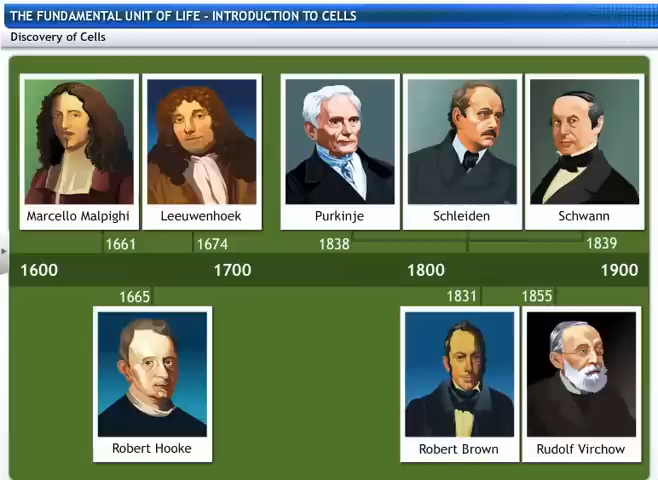 THE FUNDAMENTAL UNIT OF LIFE - INTRODUCTION TO CELLS
Discovery of Cells
Marcello Malpighi
Leeuwenhoek
Purkinje
Schleiden
Schwann
1661
1674
1838
1839
1600
1700
1800
1900
1665
1831
1855
Robert Hooke
Robert Brown
Rudolf Virchow